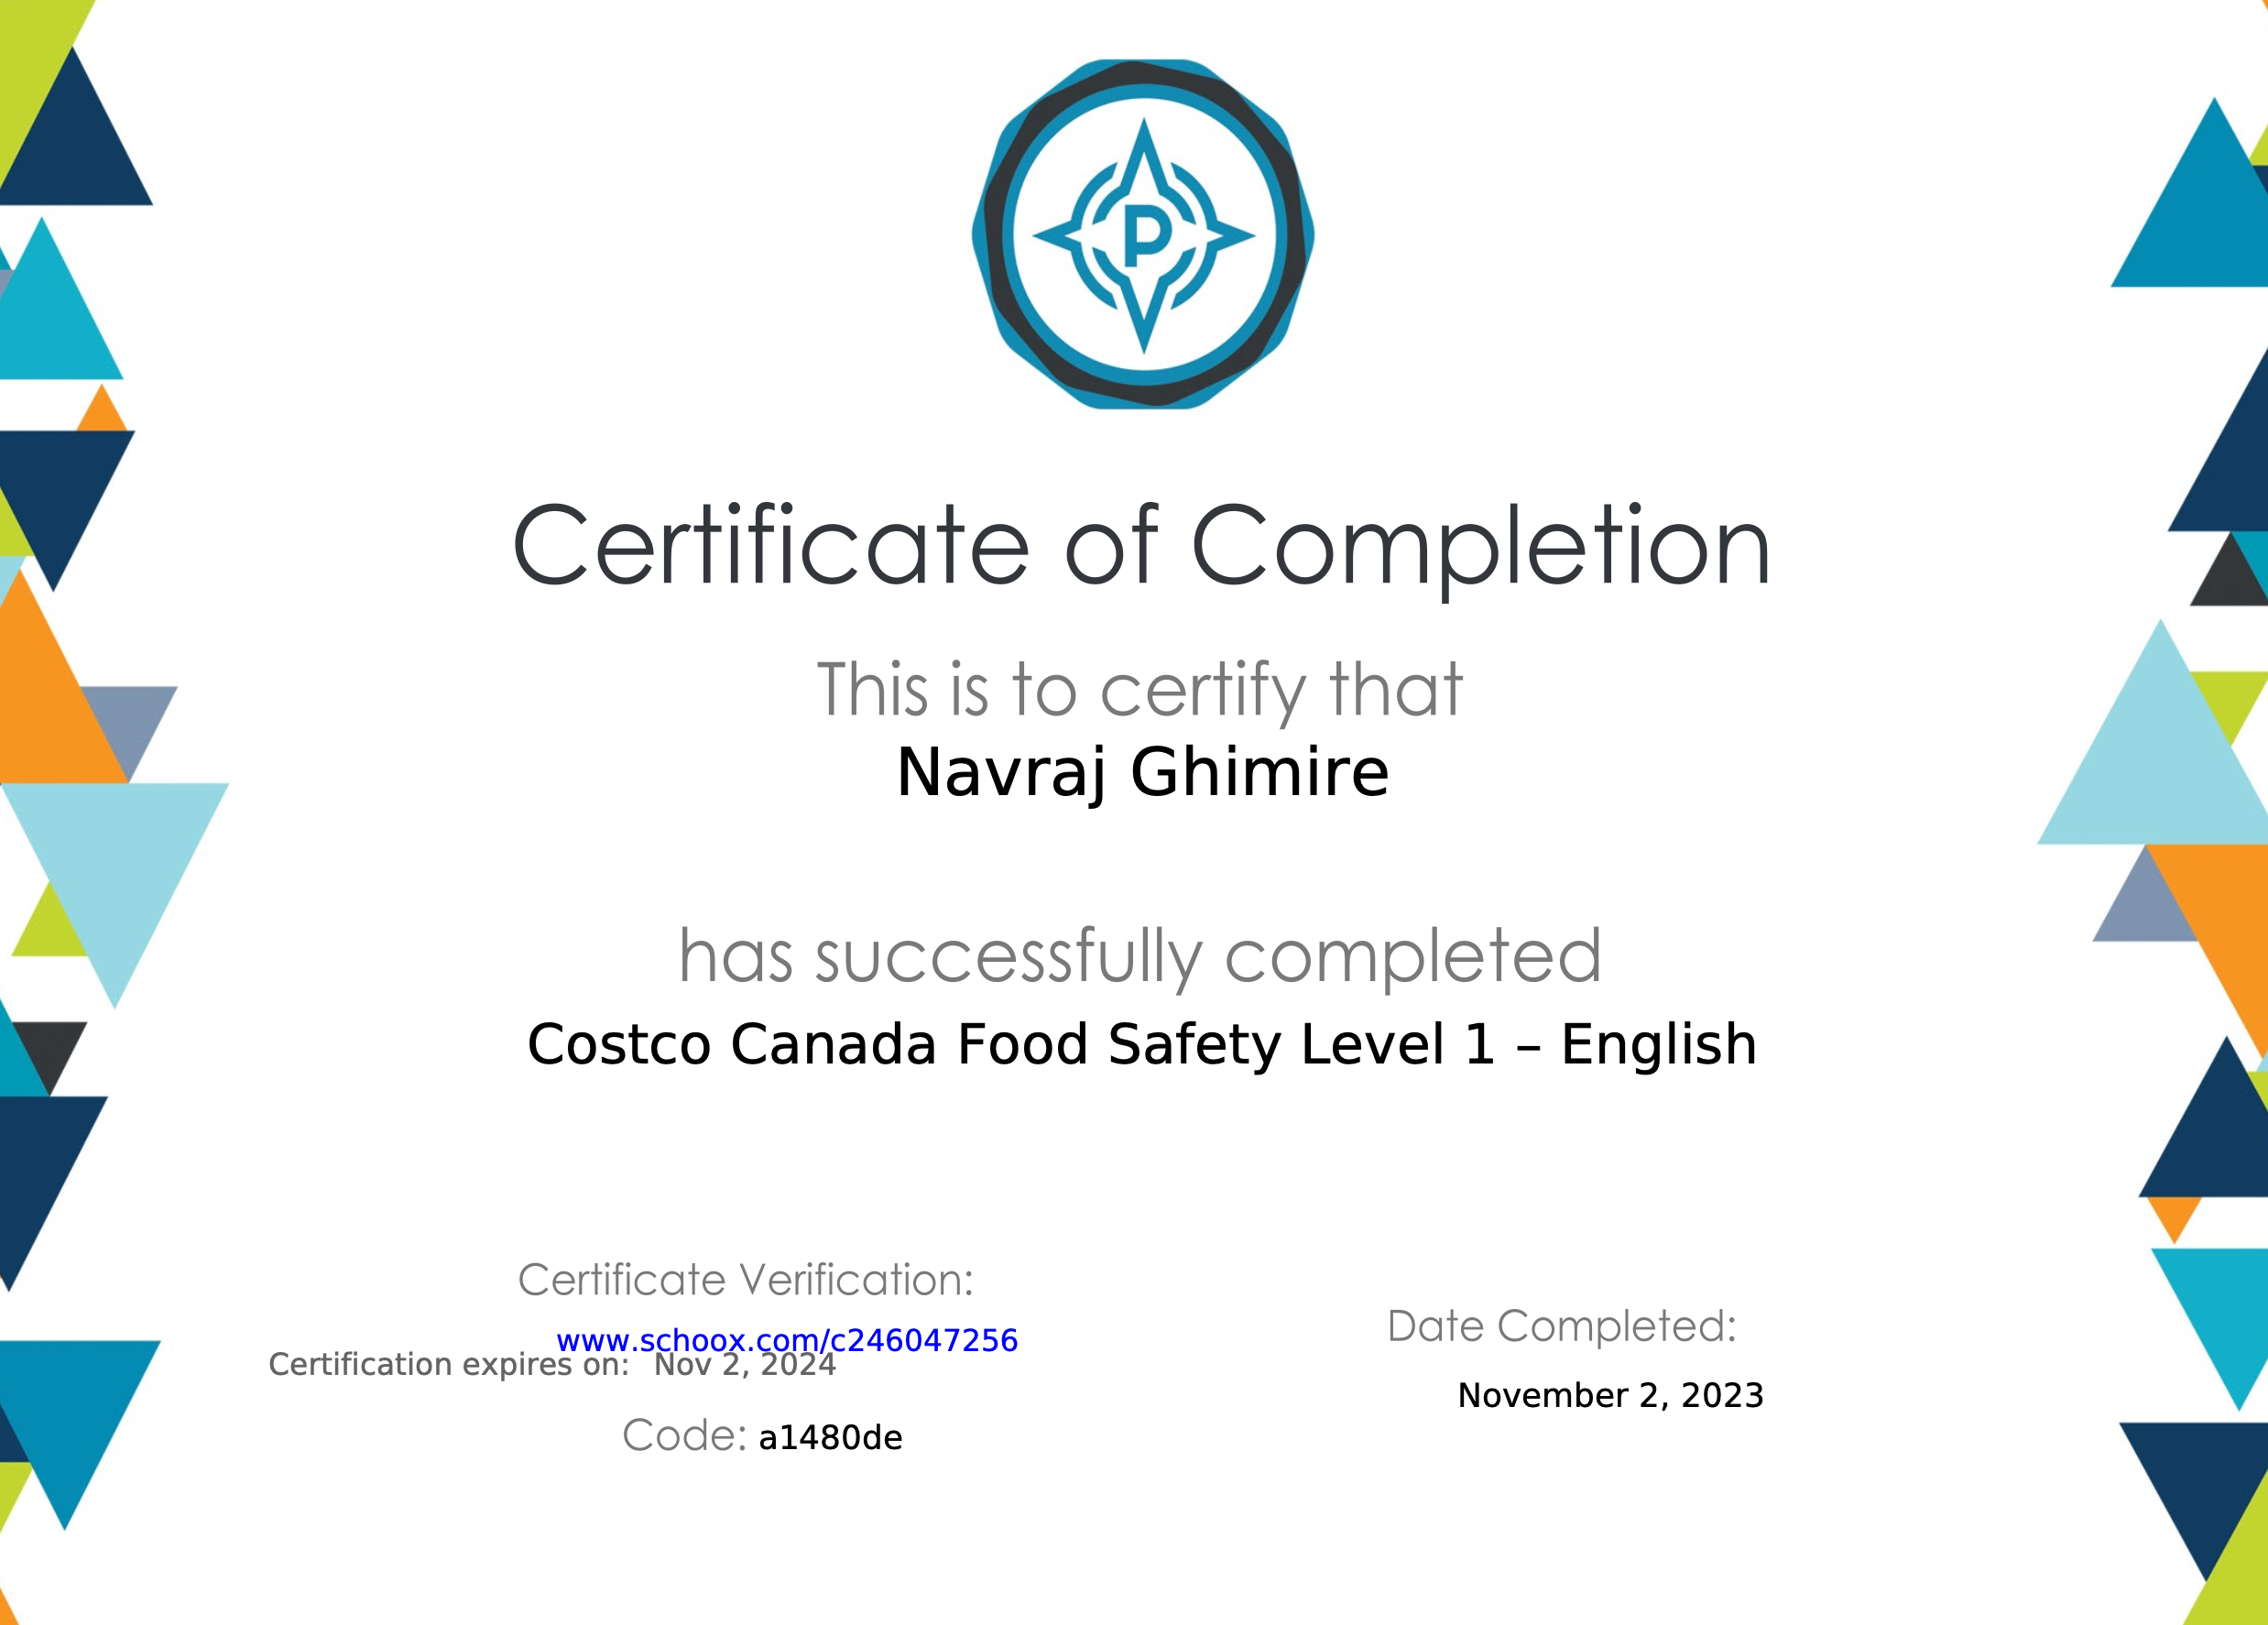 P
Certificate of Completion
This is to certify that
Navraj Ghimire
has successfully completed
Costco Canada Food Safety Level 1 – English
Certificate Verification:
www.schoox.com/c246047256
Certification expires on: Nov 2, 2024
Code: a1480de
Date Completed:
November 2, 2023